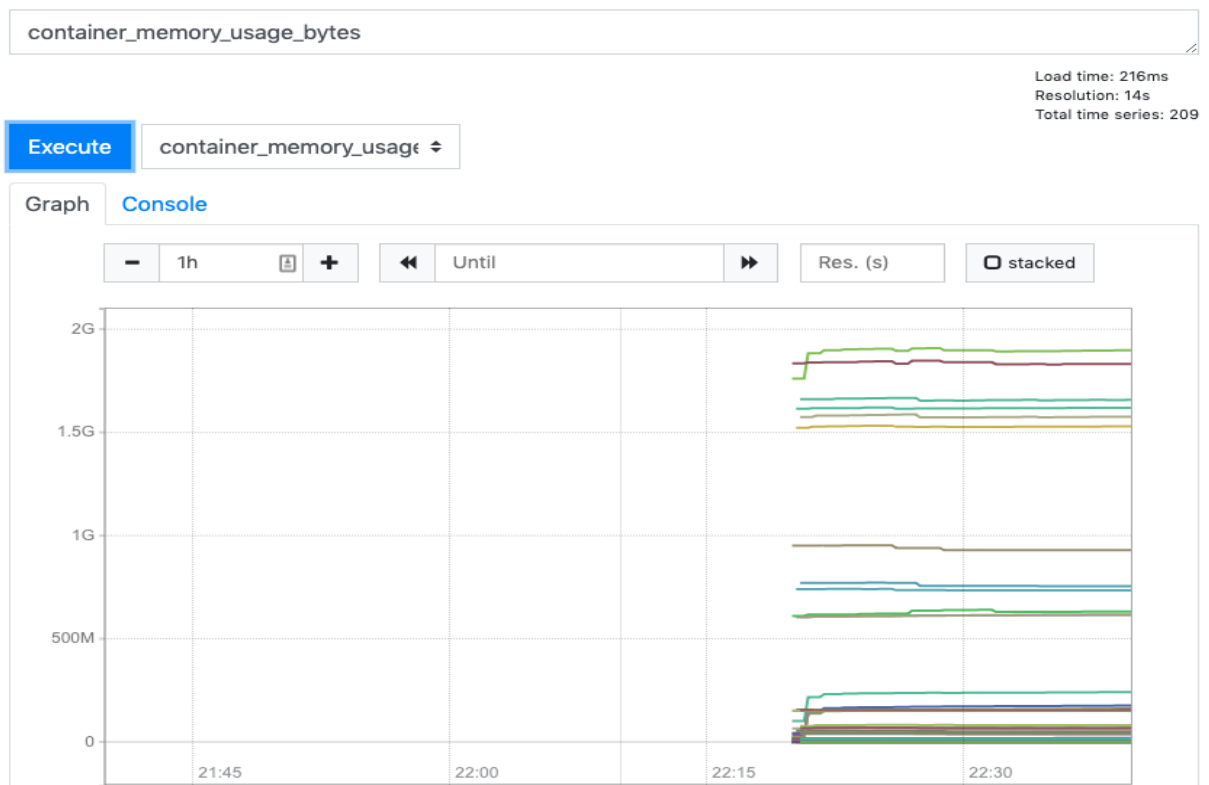 container_memory_usage_bytes
Load time: 216ms
Resolution: 14s
Total time series: 209
Execute
container_memory_usage
Graph
Console
1h
Until
Res. (s)
stacked
2G
1.5G
1G
500M
0
21:45
22:00
22:15
22:30